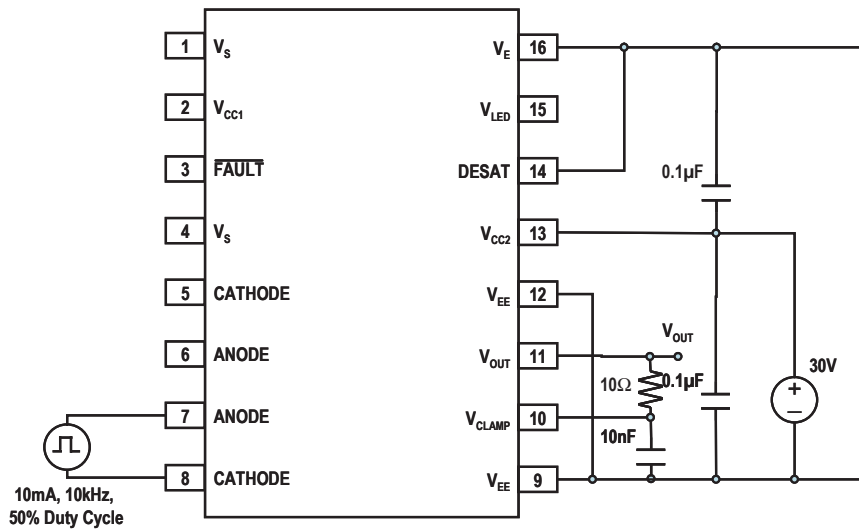 1 V_S
2 V_CC1
3 FAULT
4 V_S
5 CATHODE
6 ANODE
7 ANODE
8 CATHODE
10mA, 10kHz,
50% Duty Cycle
V_E 16
V_LED 15
DESAT 14
V_CC2 13
V_EE 12
V_OUT 11
V_CLAMP 10
V_EE 9
0.1µF
V_OUT
10Ω
0.1µF
10nF
30V
+
–